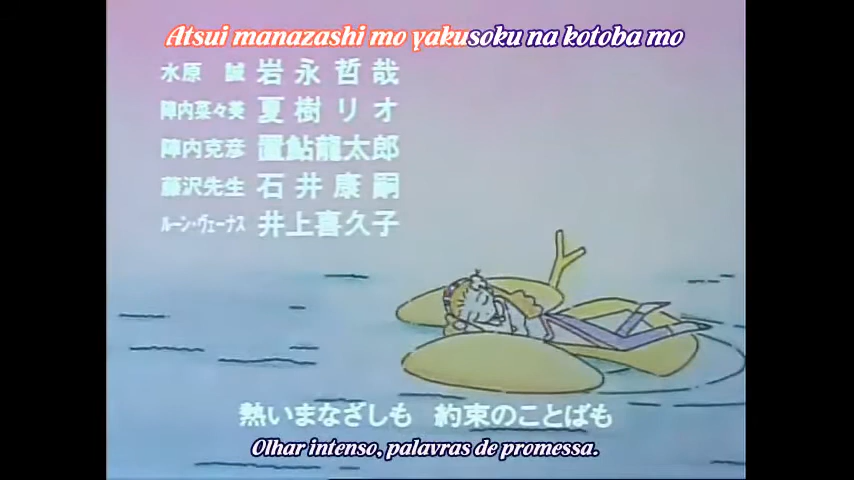 Atsui manazashi mo yakusoku na kotoba mo
水原 誠 岩永哲哉
陣内菜々美 夏樹リオ
陣内克彦 置鮎龍太郎
藤沢先生 石井康嗣
ルーン・ヴェーナス 井上喜久子
熱いまなざしも 約束のことばも
Olhar intenso, palavras de promessa.